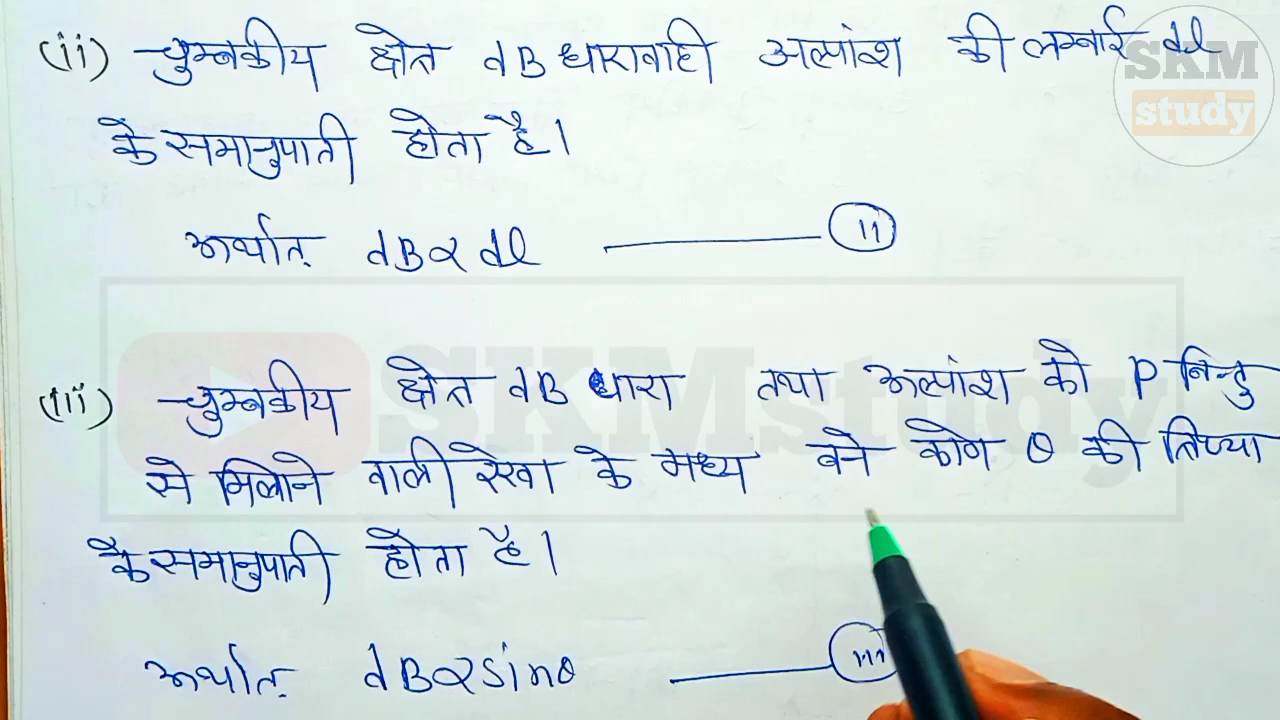 (ii) चुम्बकीय क्षेत्र dB धारावाही अल्पांश की लम्बाई dl
के समानुपाती होता है।
अर्थात् dB∝dl ——— (ii)
(iii) चुम्बकीय क्षेत्र dB धारा तथा अल्पांश को P बिन्दु
से मिलाने वाली रेखा के मध्य बने कोण θ की त्रिज्या
के समानुपाती होता है।
अर्थात् dB∝sinθ ——— (iii)
SKM
study
SKMstudy